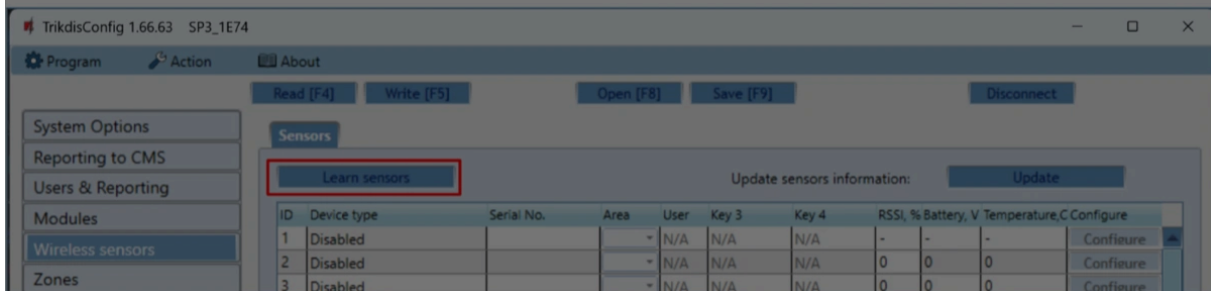 TrikdisConfig 1.66.63 SP3_1E74
Program Action About
Read [F4] Write [F5] Open [F8] Save [F9] Disconnect
System Options
Reporting to CMS
Users & Reporting
Modules
Wireless sensors
Zones
Sensors
Learn sensors Update sensors information: Update
ID Device type Serial No. Area User Key 3 Key 4 RSSI, % Battery, V Temperature,C Configure
1 Disabled N/A N/A N/A - - - Configure
2 Disabled N/A N/A N/A 0 0 0 Configure
3 Disabled N/A N/A N/A 0 0 0 Configure